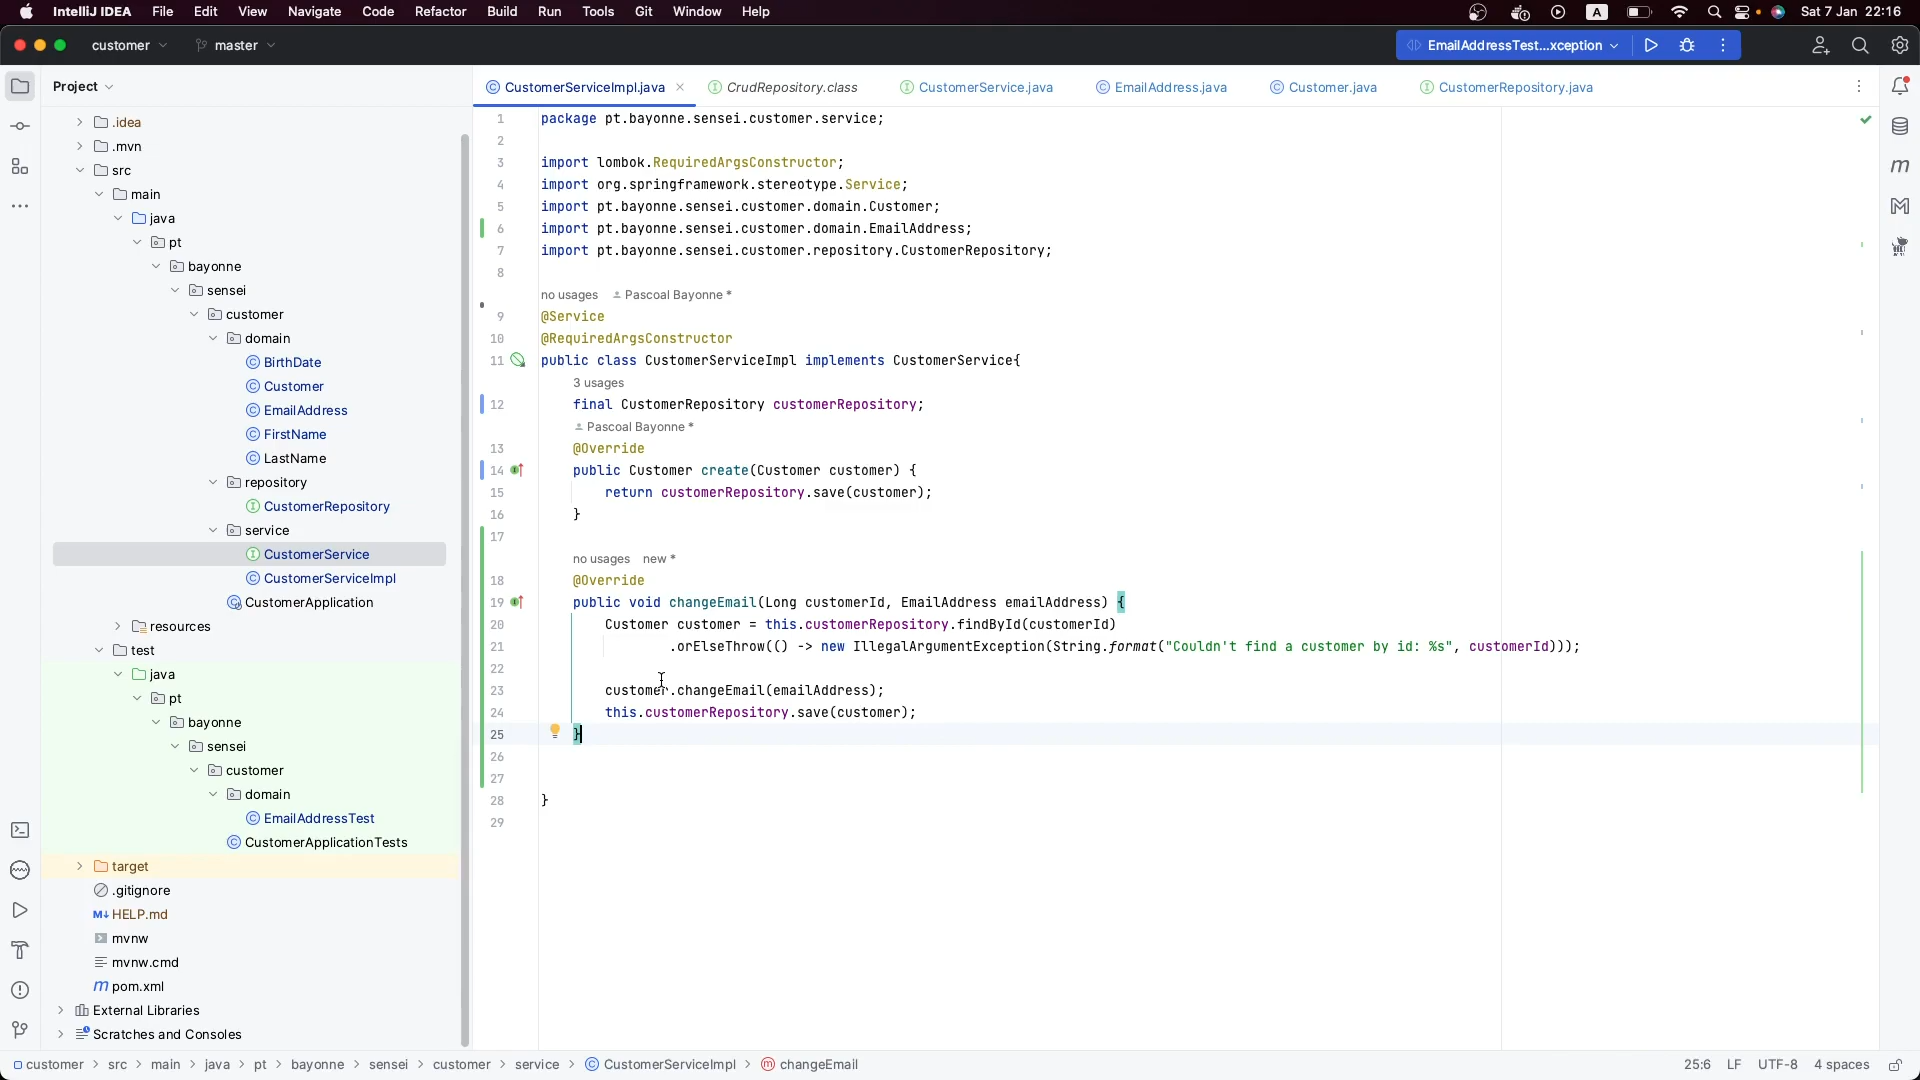 IntelliJ IDEA File Edit View Navigate Code Refactor Build Run Tools Git Window Help A Sat 7 Jan 22:16
customer master EmailAddressTest...xception
Project
CustomerServiceImpl.java CrudRepository.class CustomerService.java EmailAddress.java Customer.java CustomerRepository.java
.idea
.mvn
src
main
java
pt
bayonne
sensei
customer
domain
BirthDate
Customer
EmailAddress
FirstName
LastName
repository
CustomerRepository
service
CustomerService
CustomerServiceImpl
CustomerApplication
resources
test
java
pt
bayonne
sensei
customer
domain
EmailAddressTest
CustomerApplicationTests
target
.gitignore
HELP.md
mvnw
mvnw.cmd
pom.xml
External Libraries
Scratches and Consoles
1 package pt.bayonne.sensei.customer.service;
2
3 import lombok.RequiredArgsConstructor;
4 import org.springframework.stereotype.Service;
5 import pt.bayonne.sensei.customer.domain.Customer;
6 import pt.bayonne.sensei.customer.domain.EmailAddress;
7 import pt.bayonne.sensei.customer.repository.CustomerRepository;
8
no usages Pascoal Bayonne *
9 @Service
10 @RequiredArgsConstructor
11 public class CustomerServiceImpl implements CustomerService{
3 usages
12 final CustomerRepository customerRepository;
Pascoal Bayonne *
13 @Override
14 public Customer create(Customer customer) {
15 return customerRepository.save(customer);
16 }
17
no usages new *
18 @Override
19 public void changeEmail(Long customerId, EmailAddress emailAddress) {
20 Customer customer = this.customerRepository.findById(customerId)
21 .orElseThrow(() -> new IllegalArgumentException(String.format("Couldn't find a customer by id: %s", customerId)));
22
23 customer.changeEmail(emailAddress);
24 this.customerRepository.save(customer);
25 }
26
27
28 }
29
customer > src > main > java > pt > bayonne > sensei > customer > service > CustomerServiceImpl > changeEmail 25:6 LF UTF-8 4 spaces